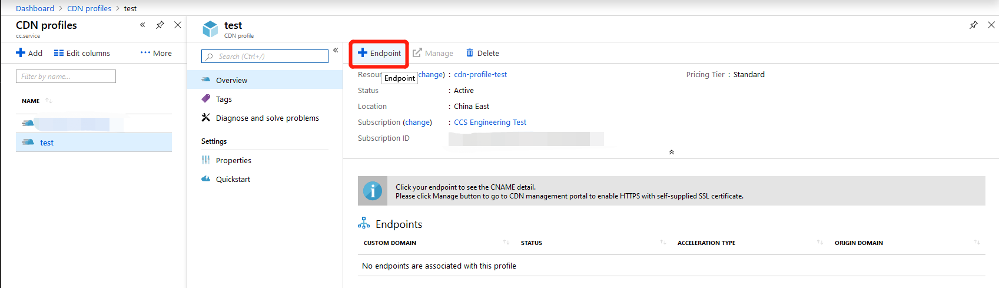 Dashboard > CDN profiles > test
CDN profiles
cc.service
Add
Edit columns
More
Filter by name...
NAME
test
test
CDN profile
Search (Ctrl+/)
Overview
Tags
Diagnose and solve problems
Settings
Properties
Quickstart
Endpoint
Manage
Delete
Endpoint
change) : cdn-profile-test
Status : Active
Location : China East
Subscription (change) : CCS Engineering Test
Subscription ID
Pricing Tier : Standard
Click your endpoint to see the CNAME detail.
Please click Manage button to go to CDN management portal to enable HTTPS with self-supplied SSL certificate.
Endpoints
CUSTOM DOMAIN
STATUS
ACCELERATION TYPE
ORIGIN DOMAIN
No endpoints are associated with this profile